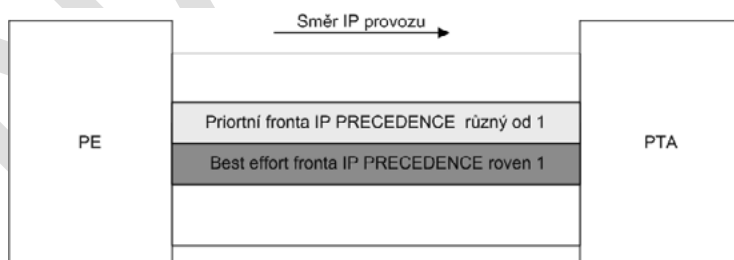 Směr IP provozu
PE
Priortní fronta IP PRECEDENCE různý od 1
Best effort fronta IP PRECEDENCE roven 1
PTA